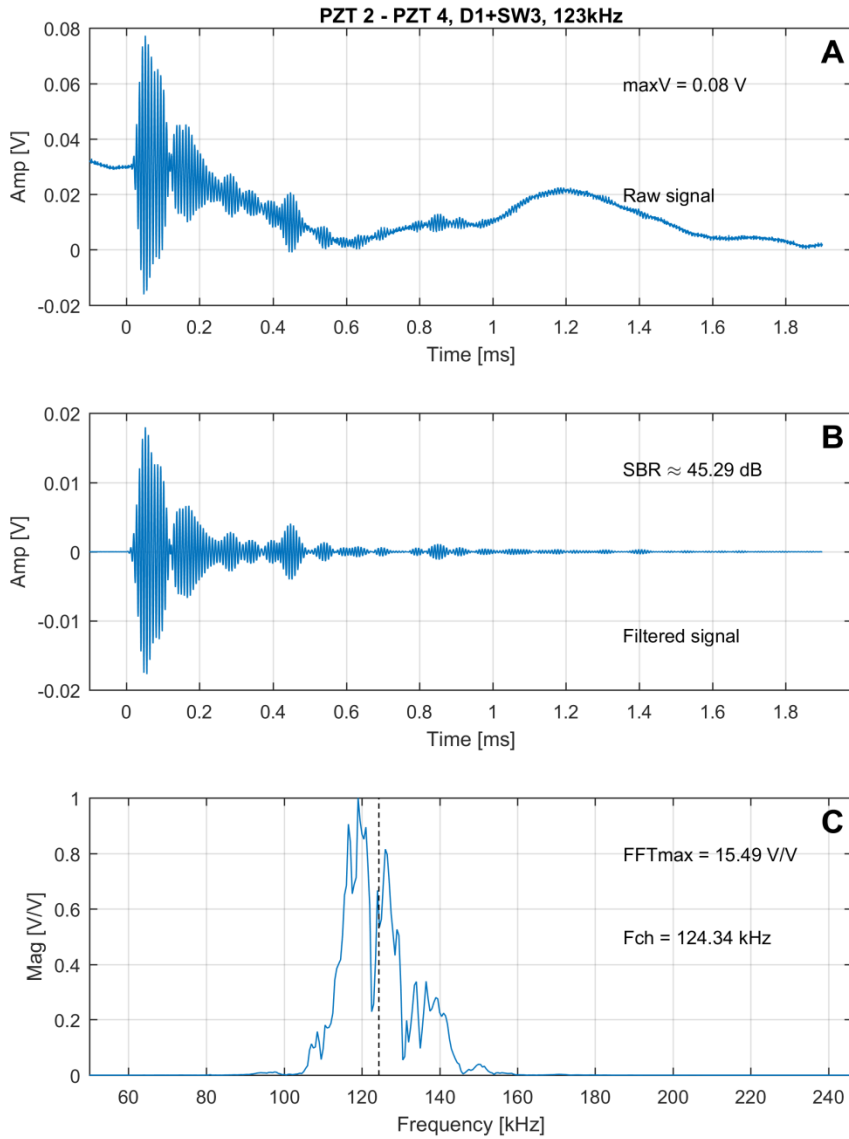 PZT 2 - PZT 4, D1+SW3, 123kHz
A
maxV = 0.08 V
Raw signal
Amp [V]
0.08
0.06
0.04
0.02
0
-0.02
0 0.2 0.4 0.6 0.8 1 1.2 1.4 1.6 1.8
Time [ms]
B
SBR ≈ 45.29 dB
Filtered signal
Amp [V]
0.02
0.01
0
-0.01
-0.02
0 0.2 0.4 0.6 0.8 1 1.2 1.4 1.6 1.8
Time [ms]
C
FFTmax = 15.49 V/V
Fch = 124.34 kHz
Mag [V/V]
1
0.8
0.6
0.4
0.2
0
60 80 100 120 140 160 180 200 220 240
Frequency [kHz]